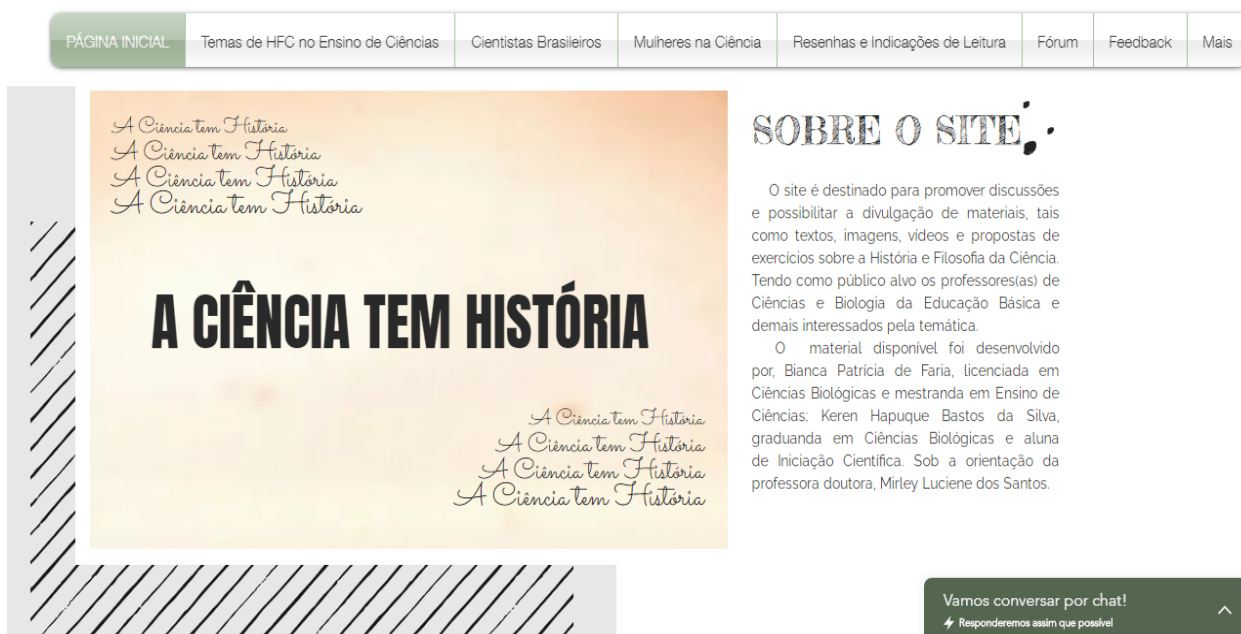 PÁGINA INICIAL
Temas de HFC no Ensino de Ciências
Cientistas Brasileiros
Mulheres na Ciência
Resenhas e Indicações de Leitura
Fórum
Feedback
Mais
A Ciência tem História
A Ciência tem História
A Ciência tem História
A Ciência tem História
A CIÊNCIA TEM HISTÓRIA
A Ciência tem História
A Ciência tem História
A Ciência tem História
A Ciência tem História
SOBRE O SITE
O site é destinado para promover discussões
e possibilitar a divulgação de materiais, tais
como textos, imagens, vídeos e propostas de
exercícios sobre a História e Filosofia da Ciência.
Tendo como público alvo os professores(as) de
Ciências e Biologia da Educação Básica e
demais interessados pela temática.
O material disponível foi desenvolvido
por, Bianca Patrícia de Faria, licenciada em
Ciências Biológicas e mestranda em Ensino de
Ciências; Keren Hapuque Bastos da Silva,
graduanda em Ciências Biológicas e aluna
de Iniciação Científica. Sob a orientação da
professora doutora, Mirley Luciene dos Santos.
Vamos conversar por chat!
Responderemos assim que possível